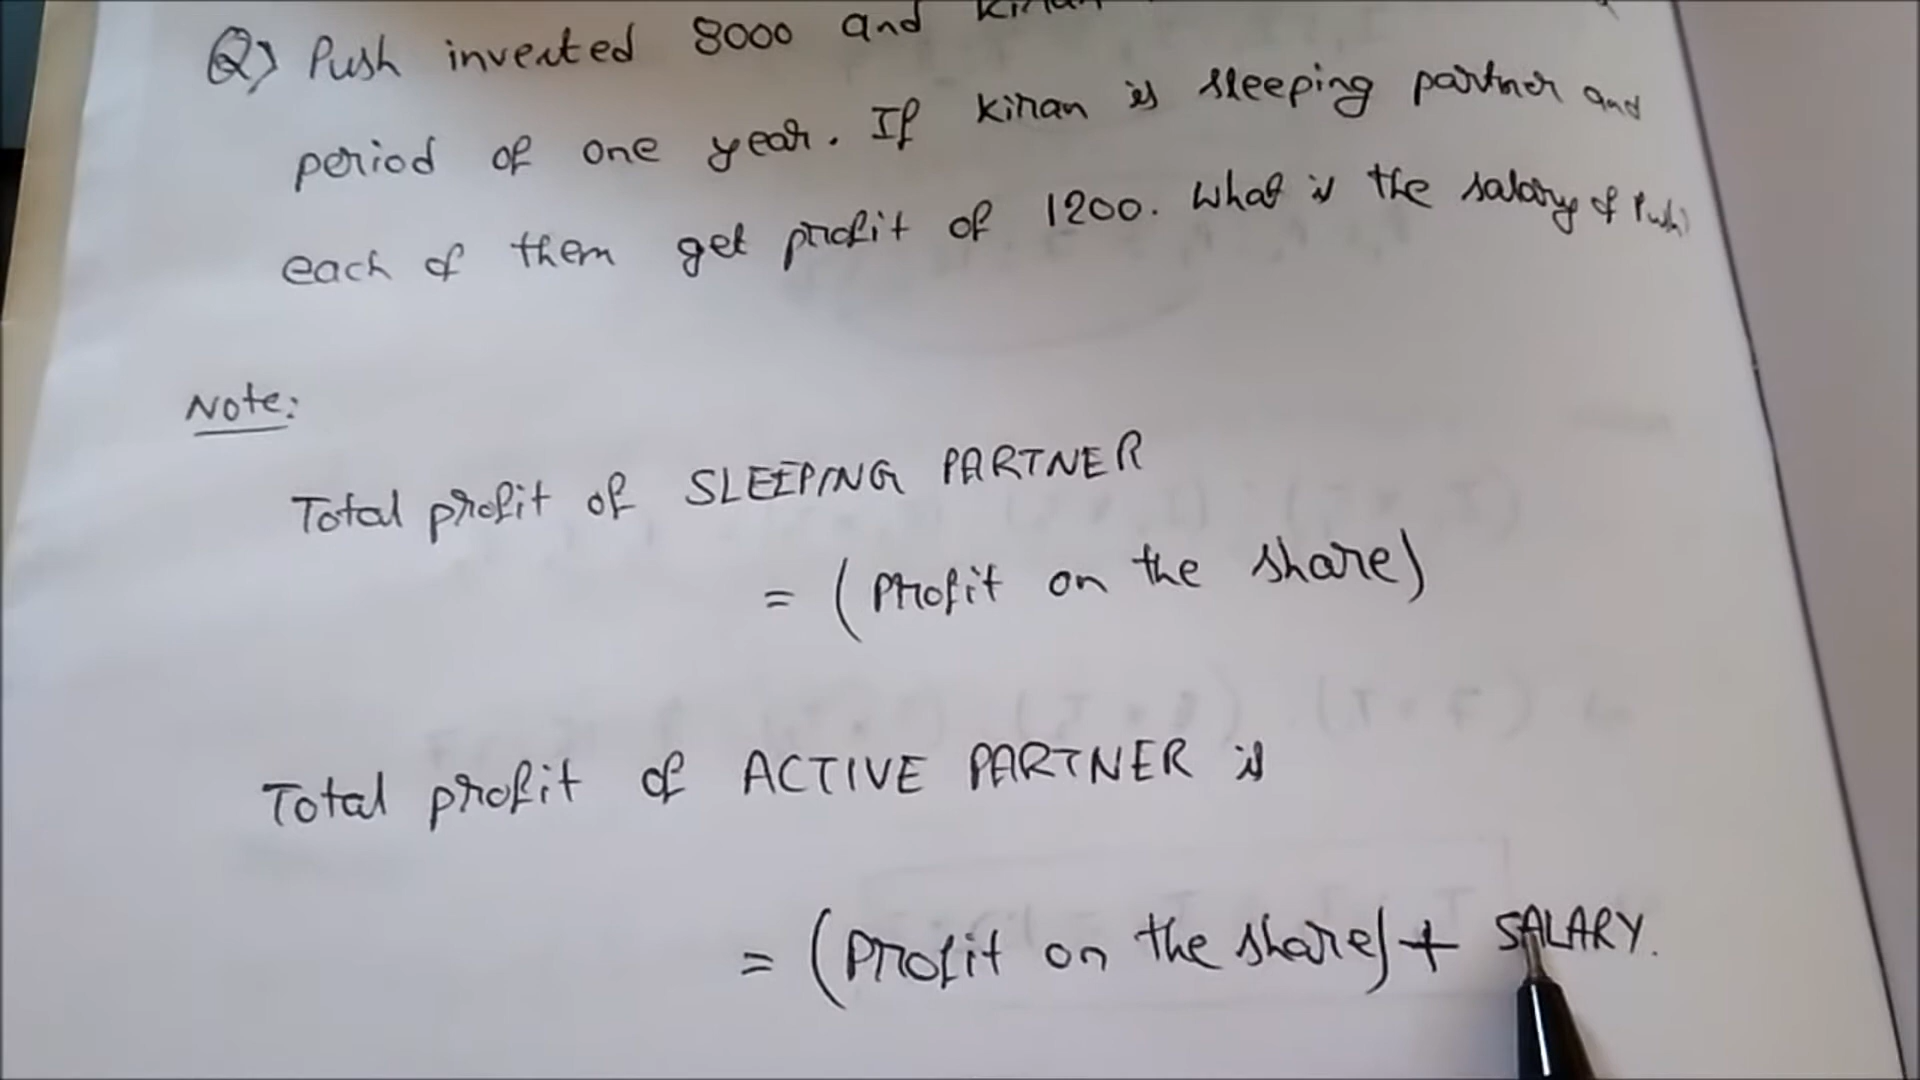 Q) Push invested 8000 and
period of one year. If Kiran is sleeping partner and
each of them get profit of 1200. What is the salary of
Note:
Total profit of SLEEPING PARTNER
= (Profit on the share)
Total profit of ACTIVE PARTNER is
= (Profit on the share) + SALARY.